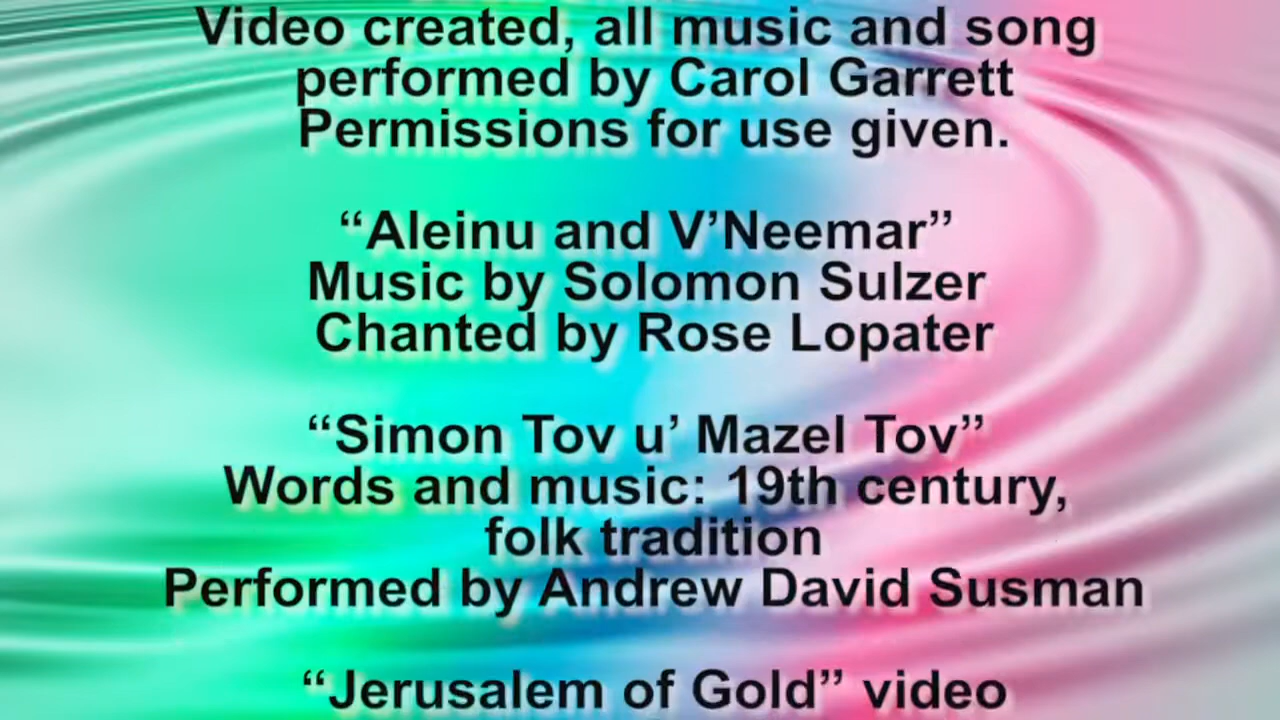 Video created, all music and song
performed by Carol Garrett
Permissions for use given.
“Aleinu and V’Neemar”
Music by Solomon Sulzer
Chanted by Rose Lopater
“Simon Tov u’ Mazel Tov”
Words and music: 19th century,
folk tradition
Performed by Andrew David Susman
“Jerusalem of Gold” video